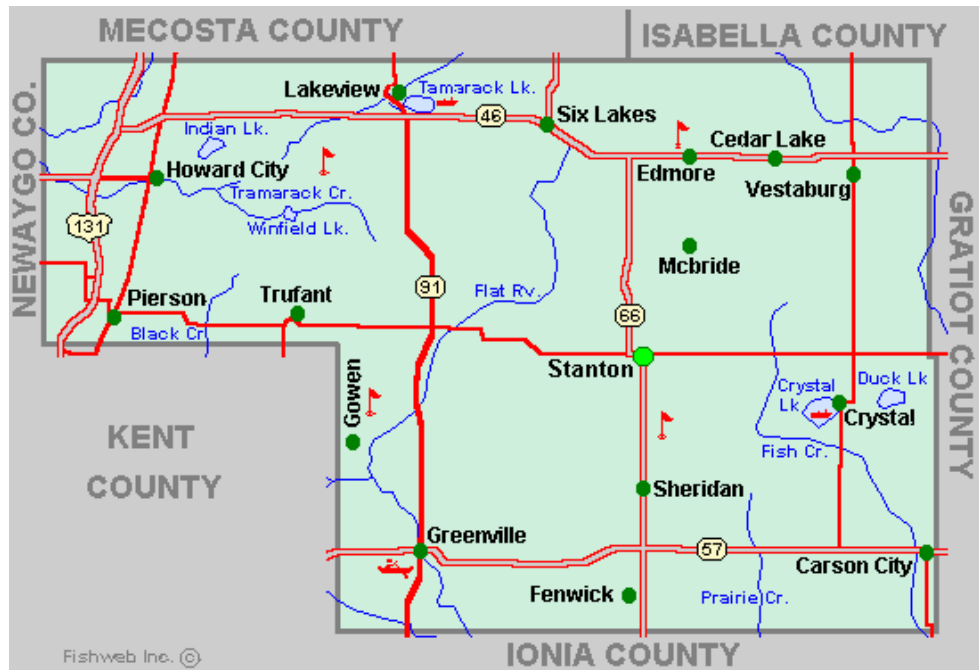 MECOSTA COUNTY
ISABELLA COUNTY
NEWAYGO CO.
Lakeview
Tamarack Lk.
46
Six Lakes
Indian Lk.
Cedar Lake
Edmore
Howard City
Vestaburg
Tramarack Cr.
Winfield Lk.
131
GRATIOT COUNTY
Mcbride
91
Flat Rv.
Pierson
Trufant
66
Black Cr.
Stanton
Gowen
Crystal
Lk
Duck Lk
Crystal
KENT
COUNTY
Fish Cr.
Sheridan
Greenville
57
Carson City
Fenwick
Prairie Cr.
IONIA COUNTY
Fishweb Inc. ©